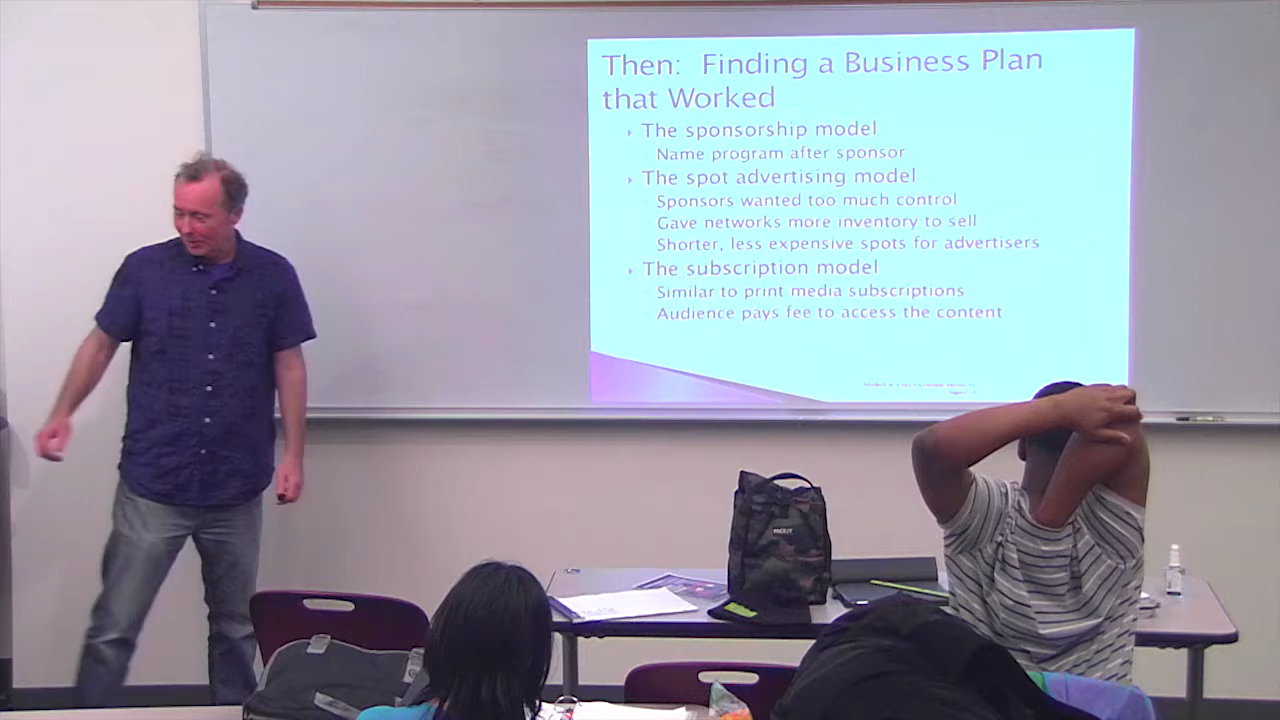 Then: Finding a Business Plan
that Worked
The sponsorship model
Name program after sponsor
The spot advertising model
Sponsors wanted too much control
Gave networks more inventory to sell
Shorter, less expensive spots for advertisers
The subscription model
Similar to print media subscriptions
Audience pays fee to access the content
PACKIT